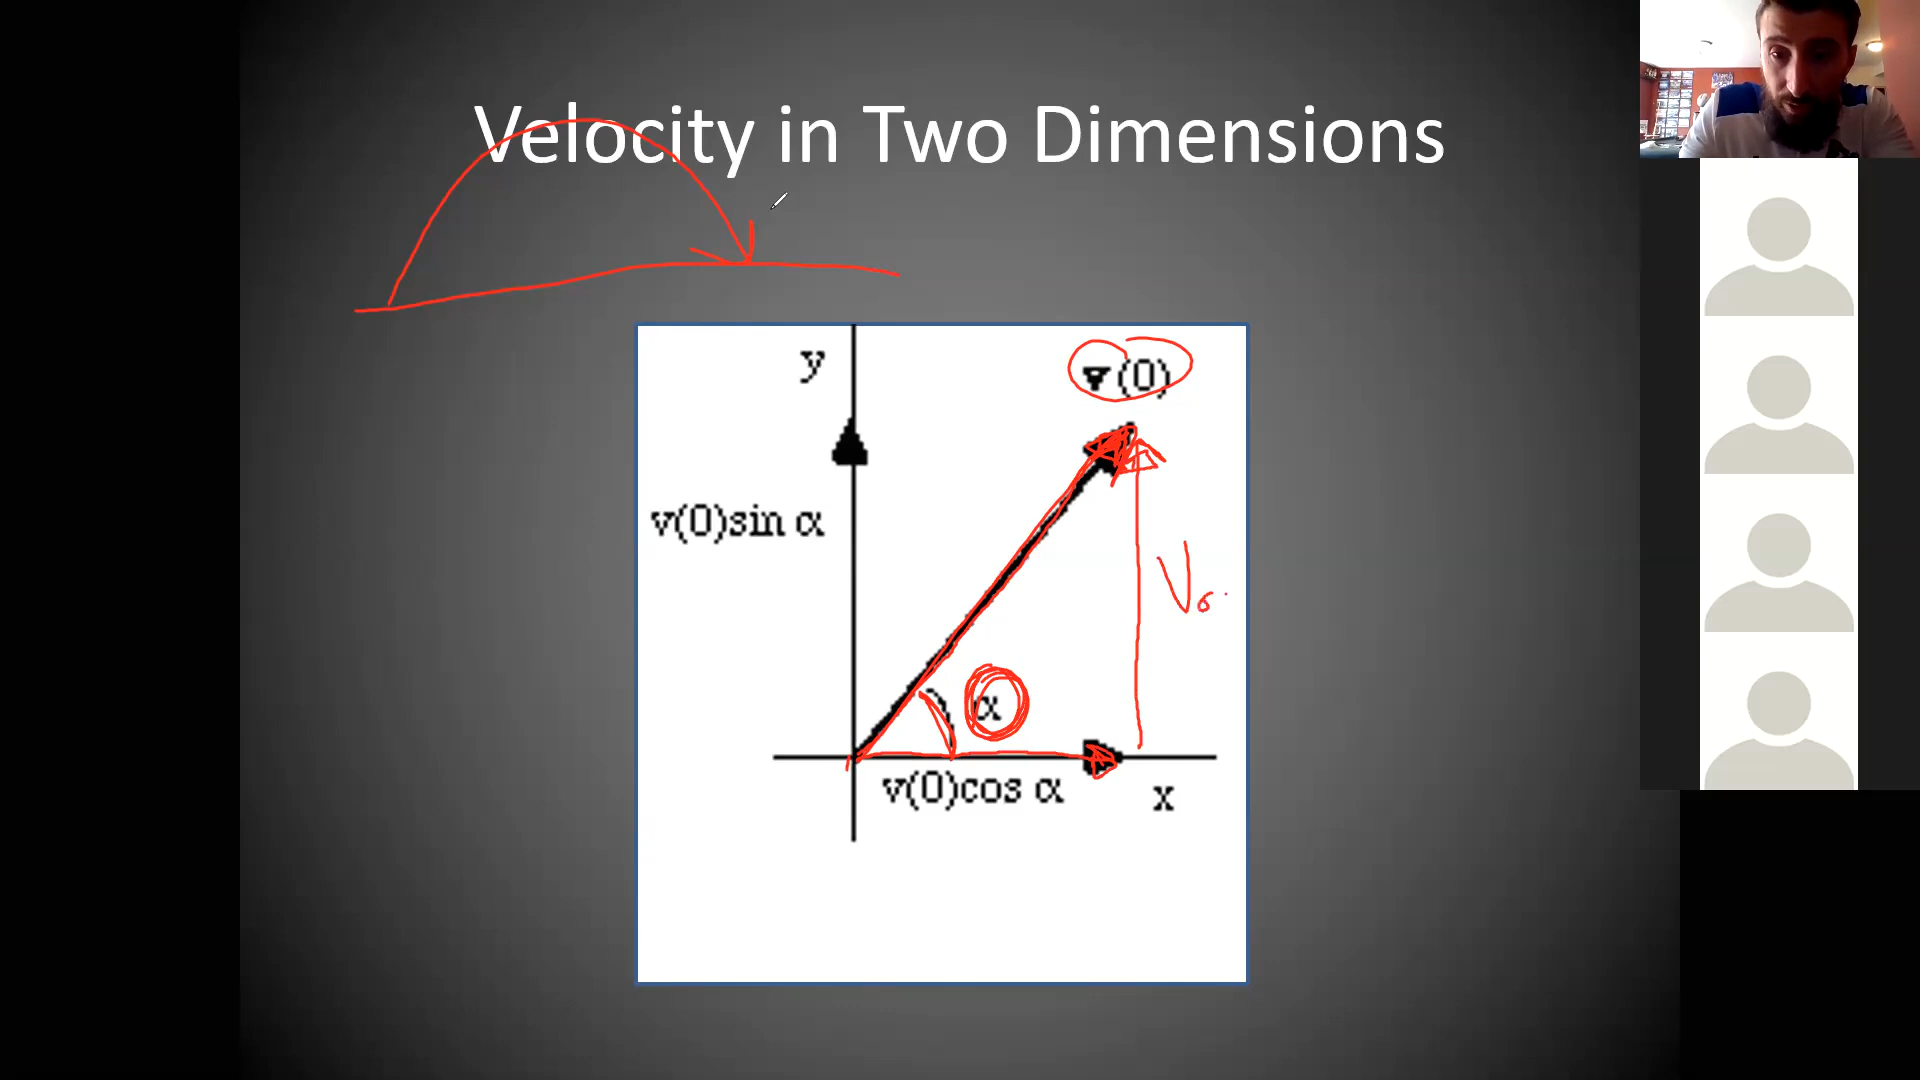 Velocity in Two Dimensions
y
v(0)
v(0)sin α
α
v(0)cos α
x